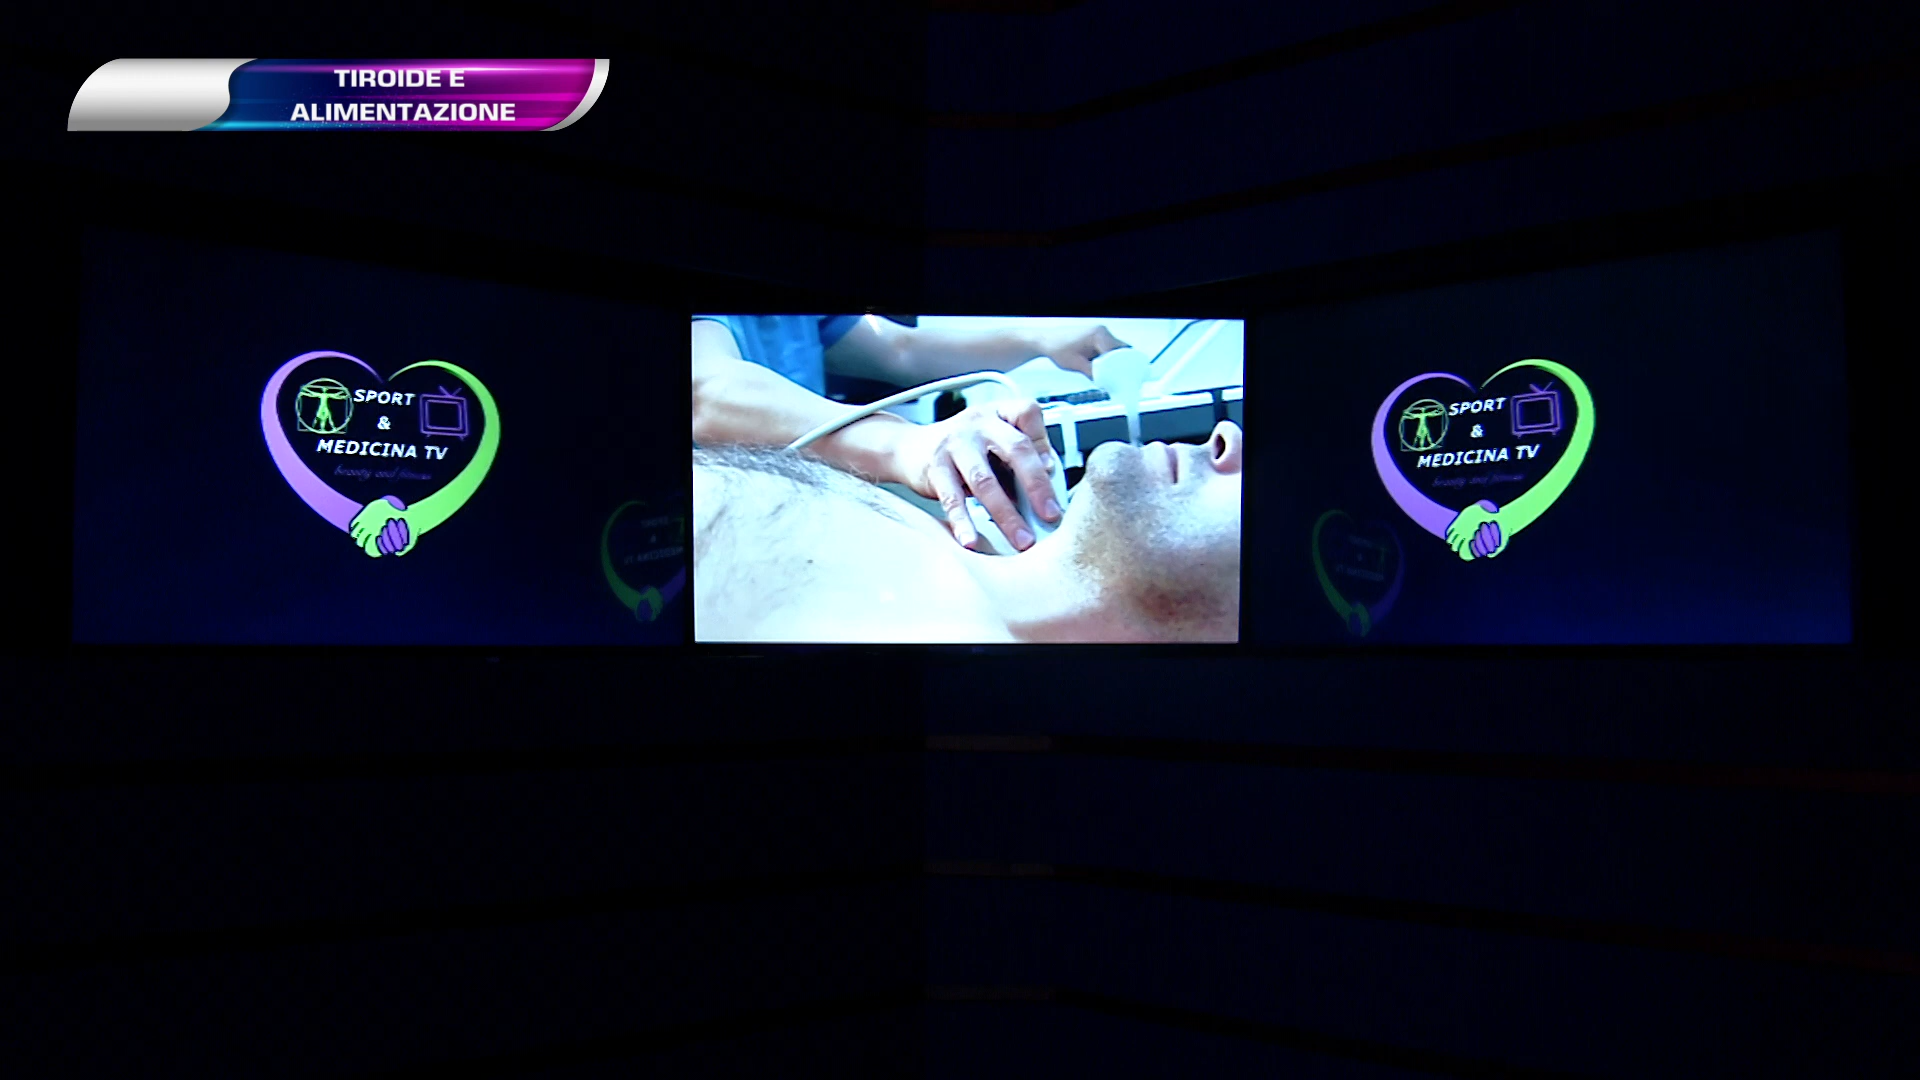 TIROIDE E
ALIMENTAZIONE
SPORT
&
MEDICINA TV
beauty and fitness
SPORT
&
MEDICINA TV
beauty and fitness